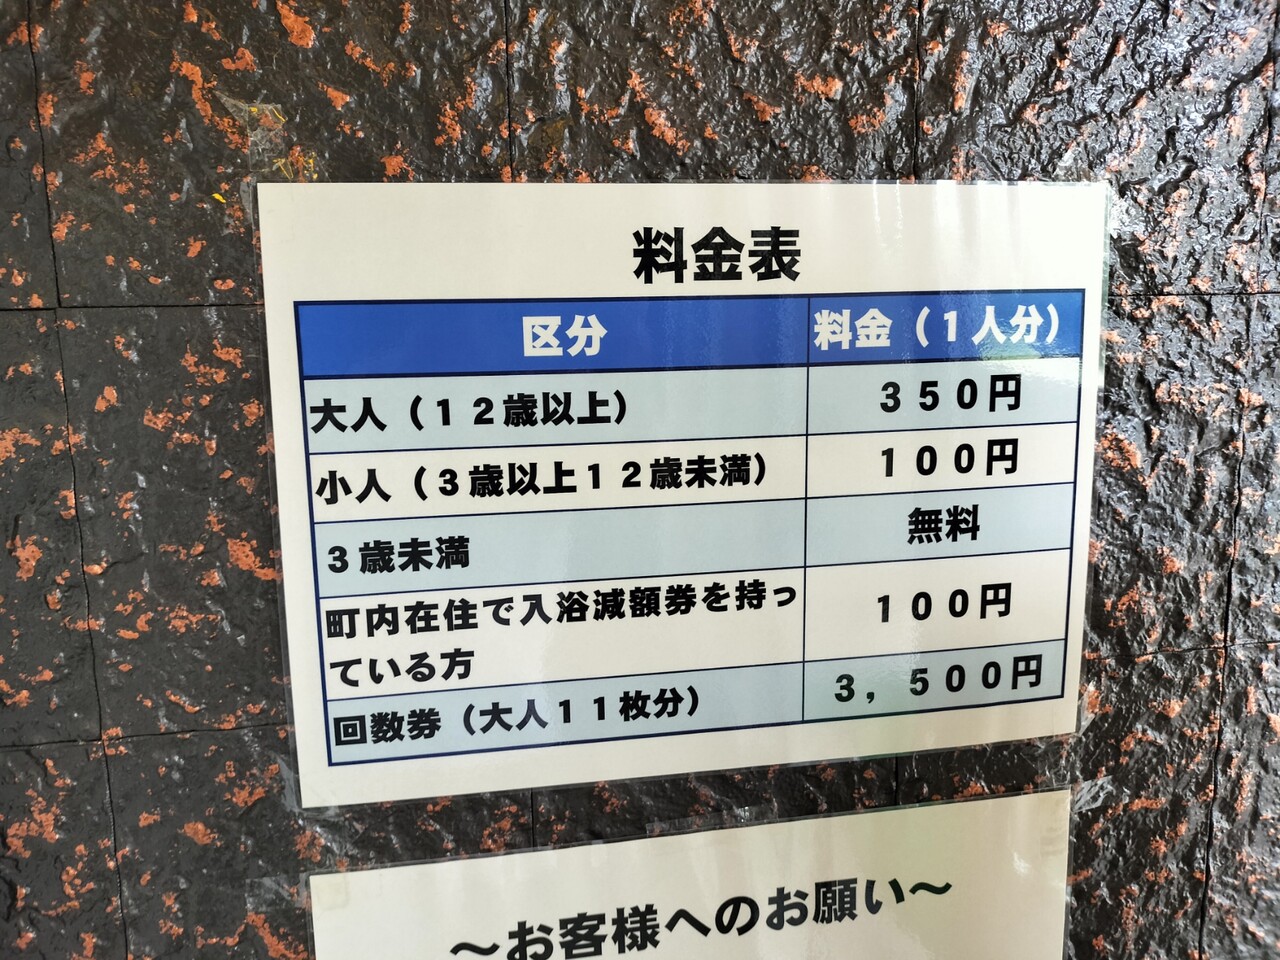 料金表
区分 料金（１人分）
大人（１２歳以上） ３５０円
小人（３歳以上１２歳未満） １００円
３歳未満 無料
町内在住で入浴減額券を持っ
ている方 １００円
回数券（大人１１枚分） ３，５００円
～お客様へのお願い～